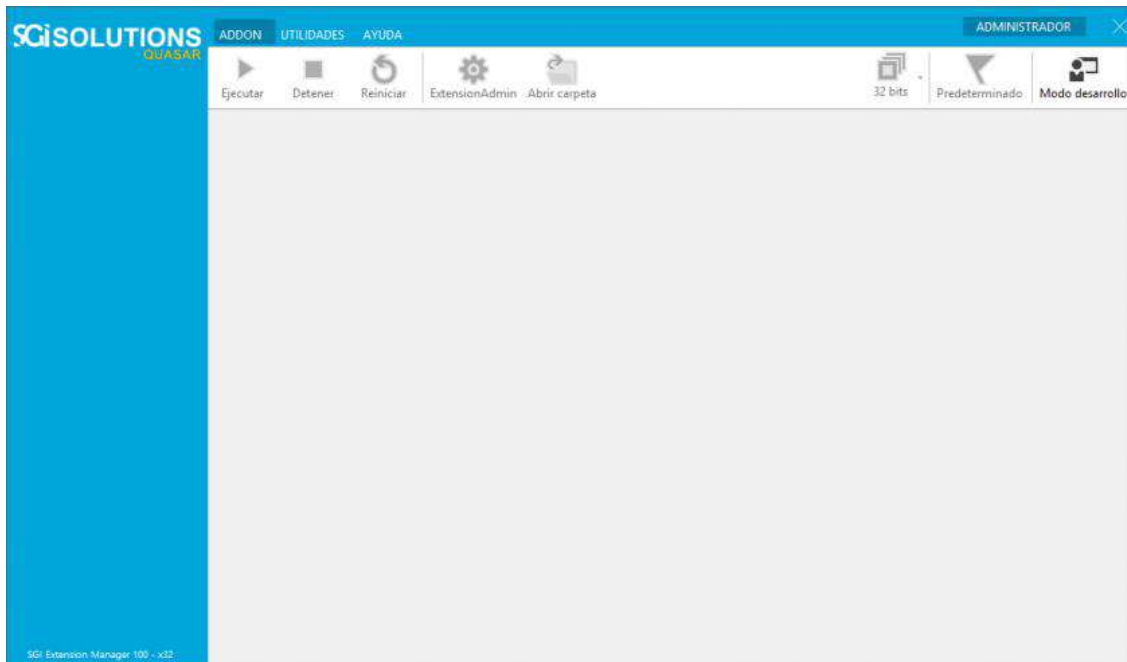 SGiSOLUTIONS
QUASAR
ADDON UTILIDADES AYUDA
ADMINISTRADOR
Ejecutar Detener Reiniciar ExtensionAdmin Abrir carpeta
32 bits Predeterminado Modo desarrollo
SGI Extension Manager 100 - x32